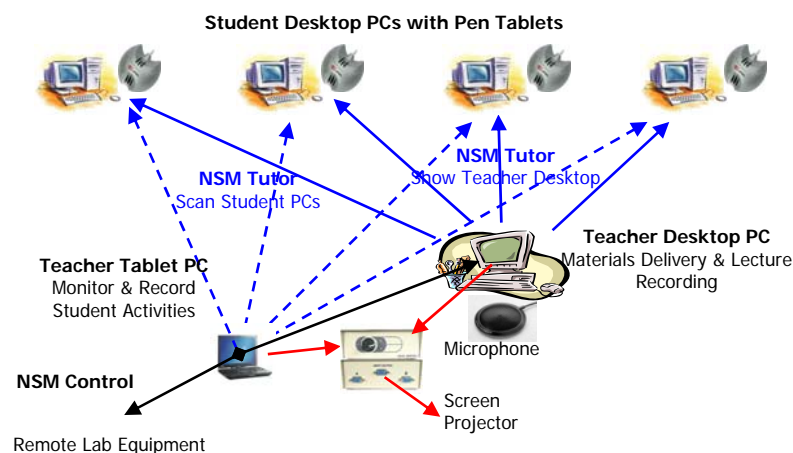 Student Desktop PCs with Pen Tablets
NSM Tutor
Scan Student PCs
NSM Tutor
Show Teacher Desktop
Teacher Desktop PC
Materials Delivery & Lecture
Recording
Teacher Tablet PC
Monitor & Record
Student Activities
Microphone
NSM Control
Screen
Projector
Remote Lab Equipment